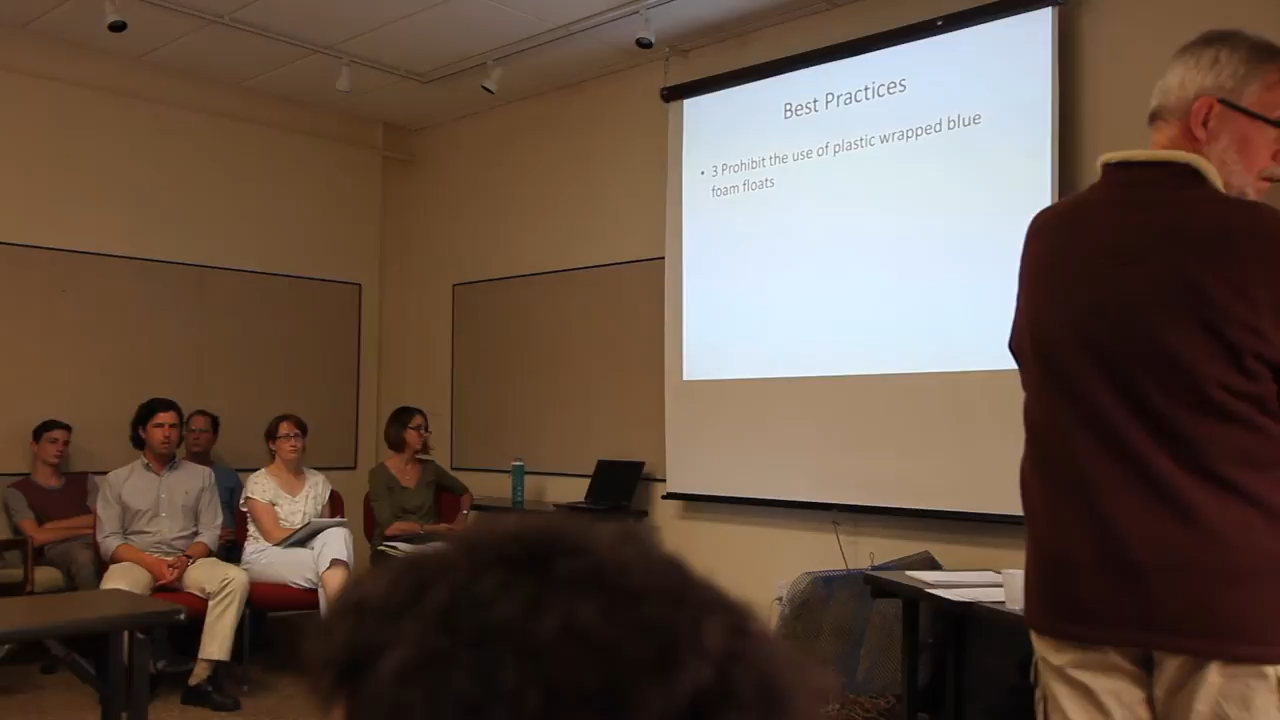 Best Practices
• 3 Prohibit the use of plastic wrapped blue
foam floats